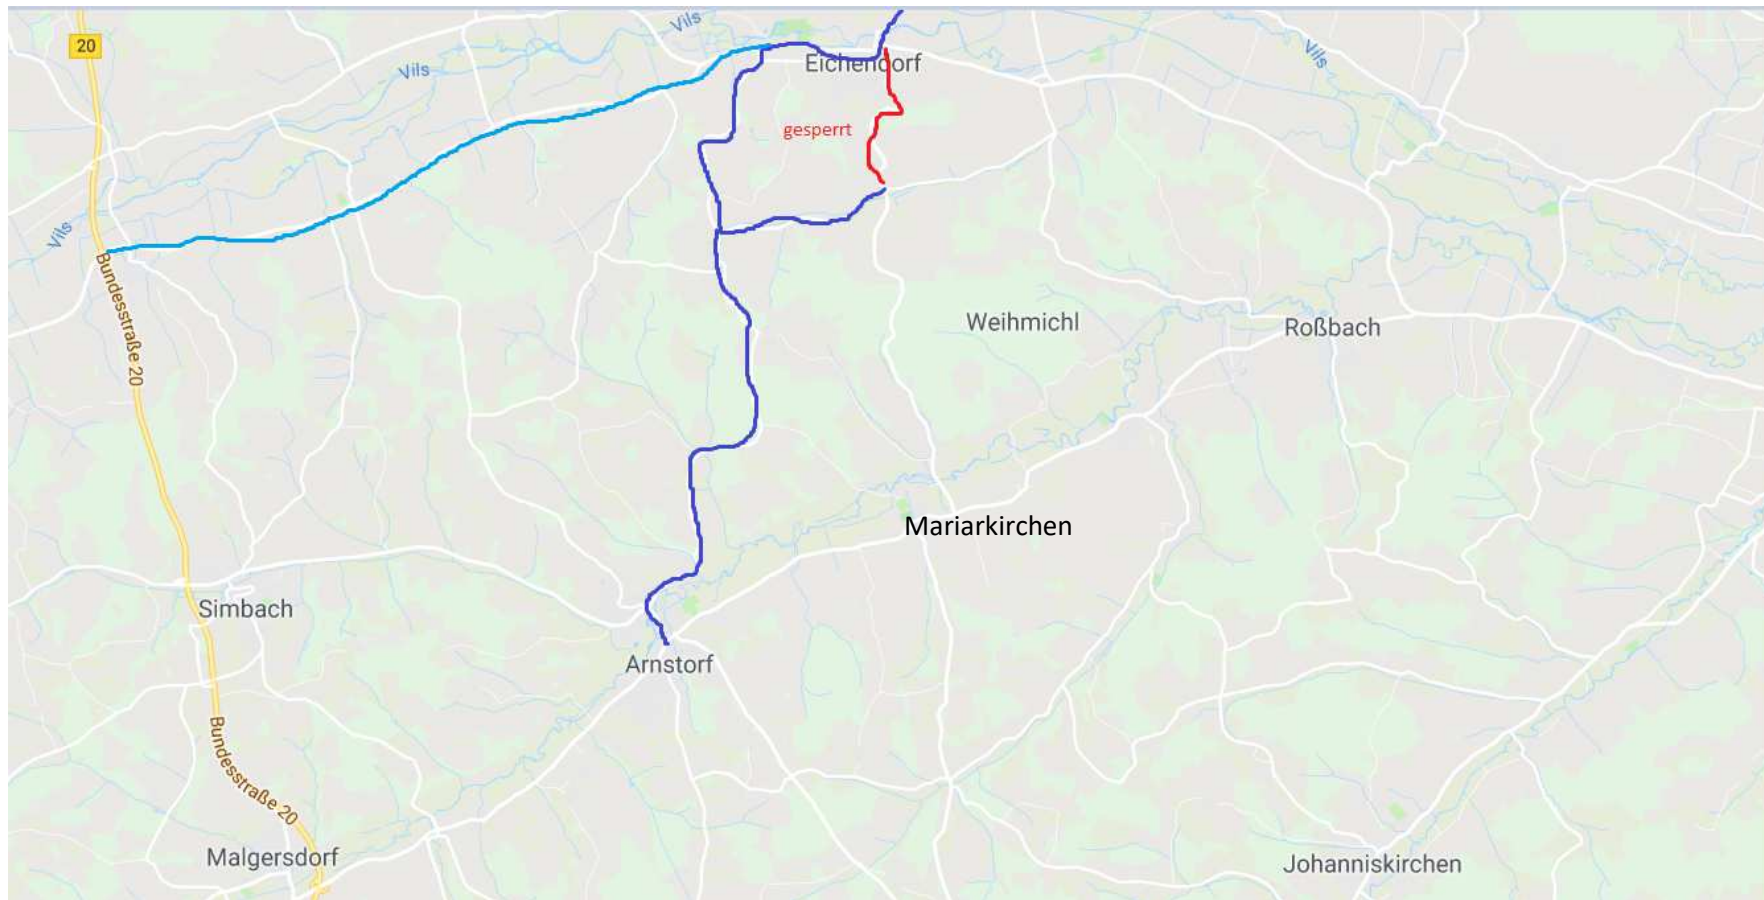 Vils
20
Vils
Eichendorf
Vils
gesperrt
Vils
Bundesstraße 20
Weihmichl
Roßbach
Mariarkirchen
Simbach
Arnstorf
Bundesstraße 20
Malgersdorf
Johanniskirchen